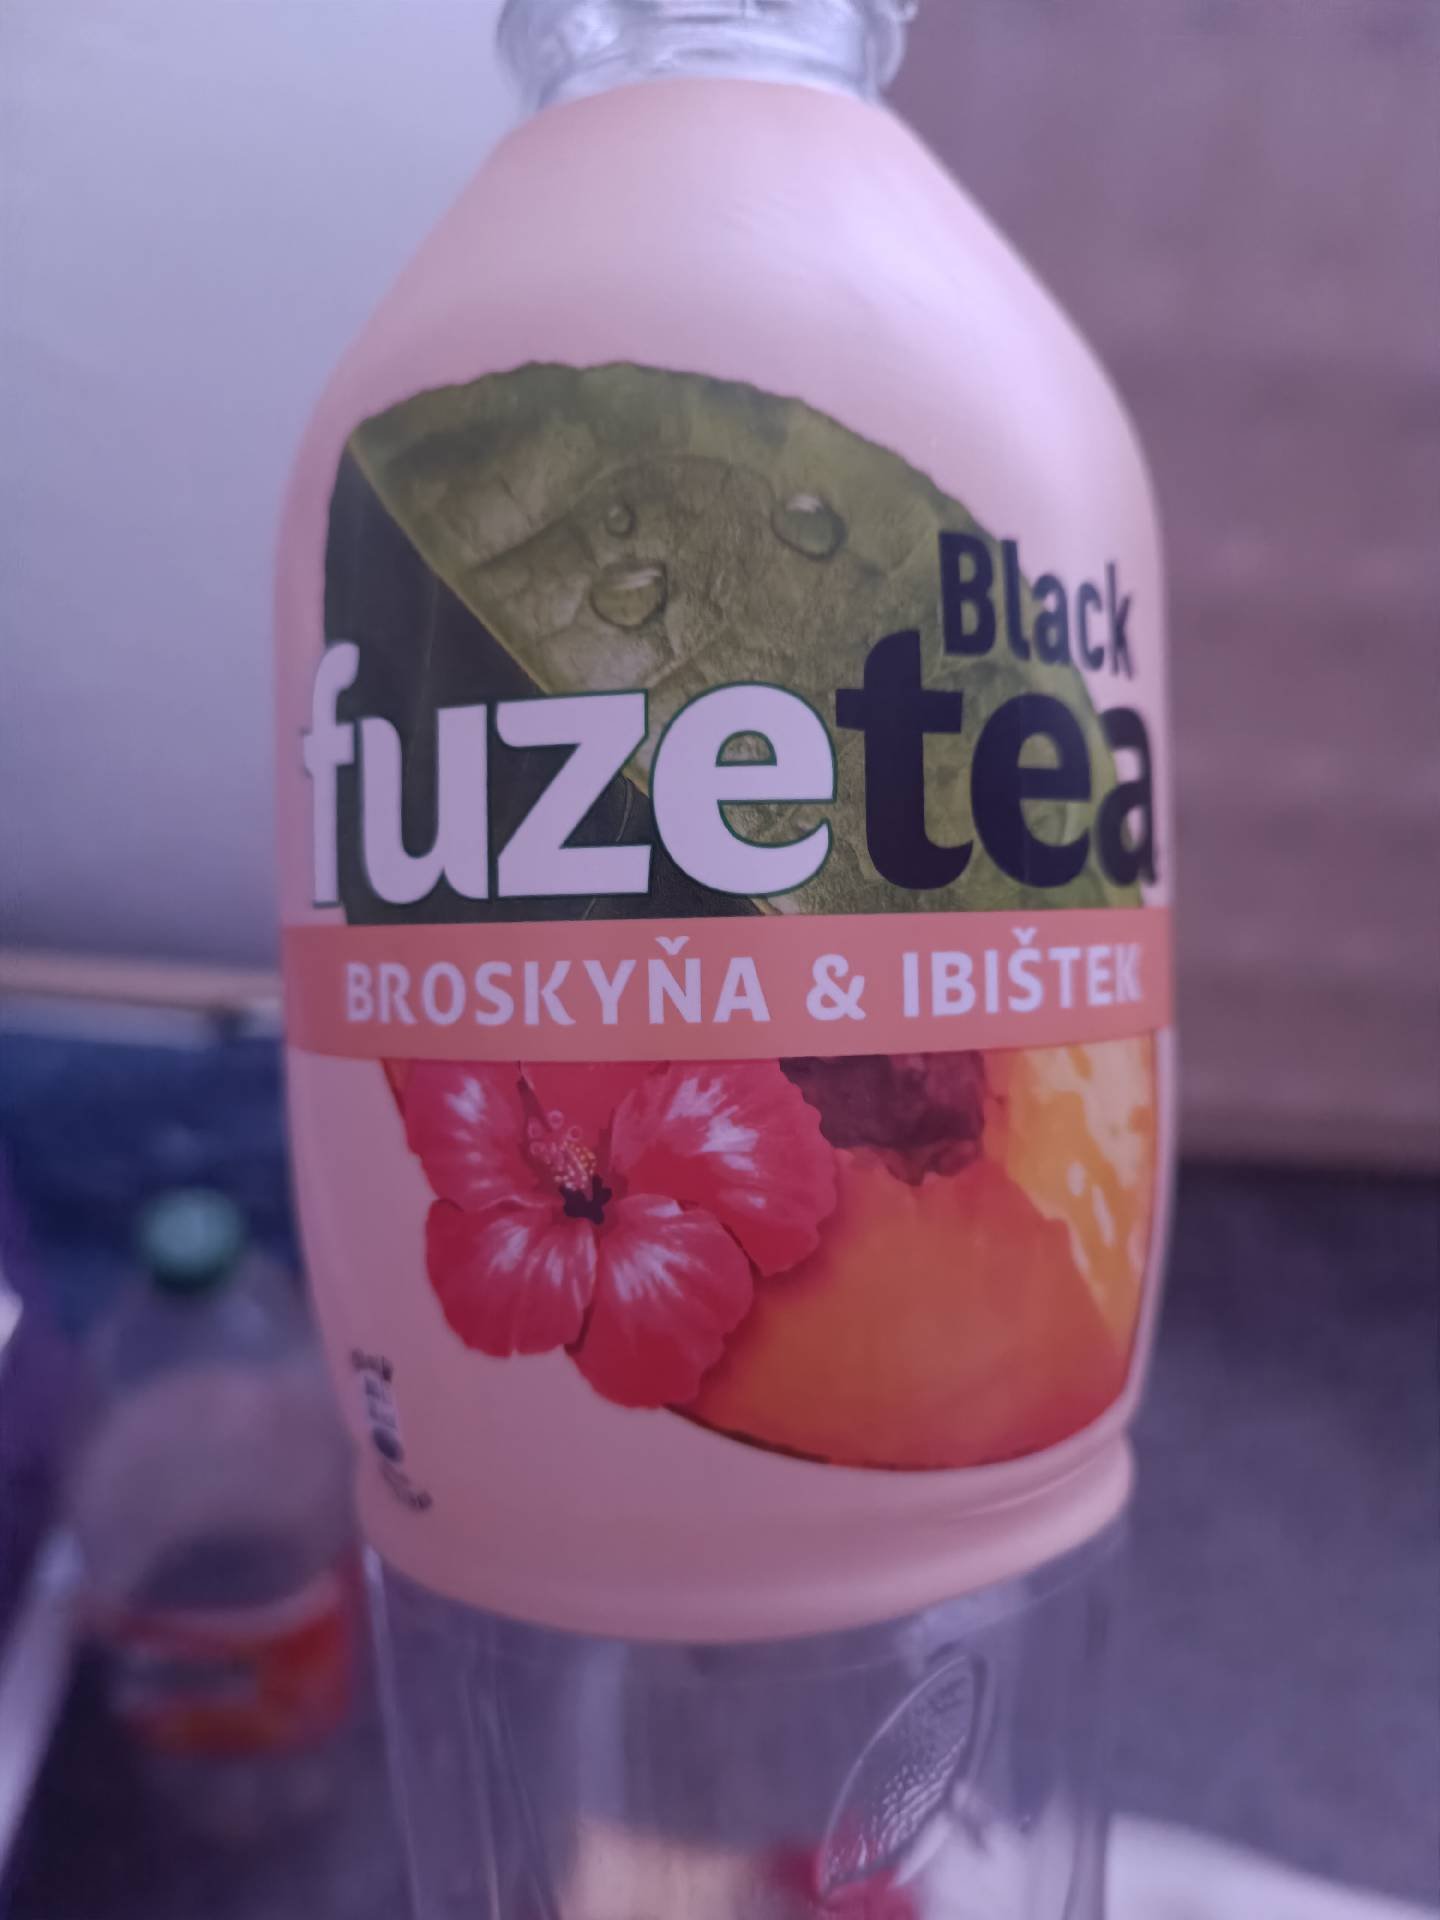 Black
fuzetea
BROSKYŇA & IBIŠTEK